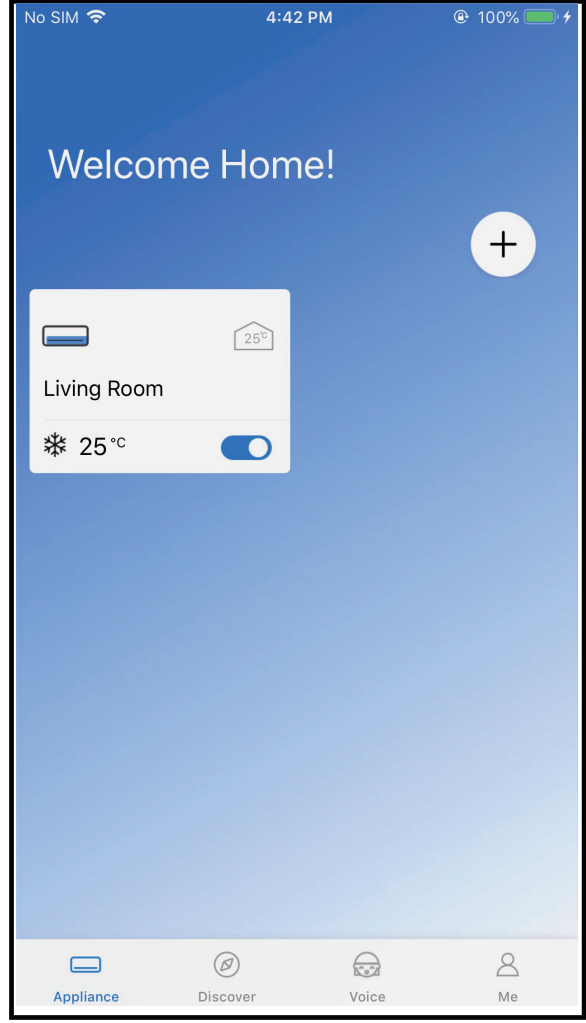 No SIM 4:42 PM 100%
Welcome Home!
+
25°C
Living Room
25 °C
Appliance Discover Voice Me